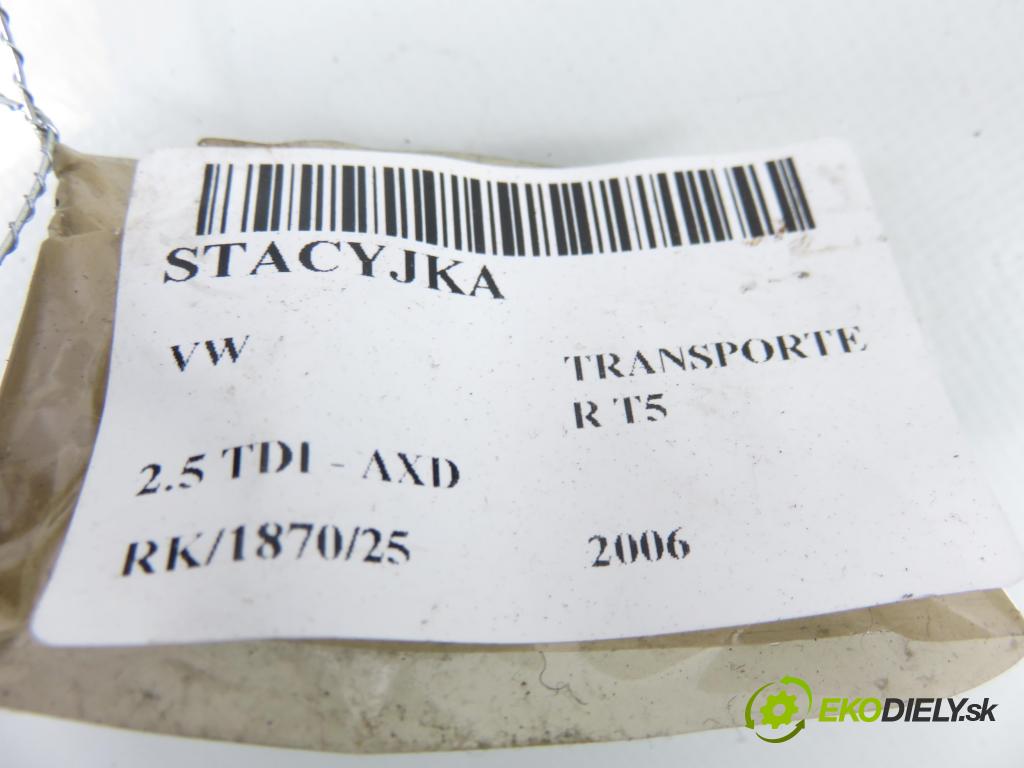 STACYJKA
VW
TRANSPORTE
R T5
2.5 TDI - AXD
RK/1870/25
2006
EKODIELY.sk